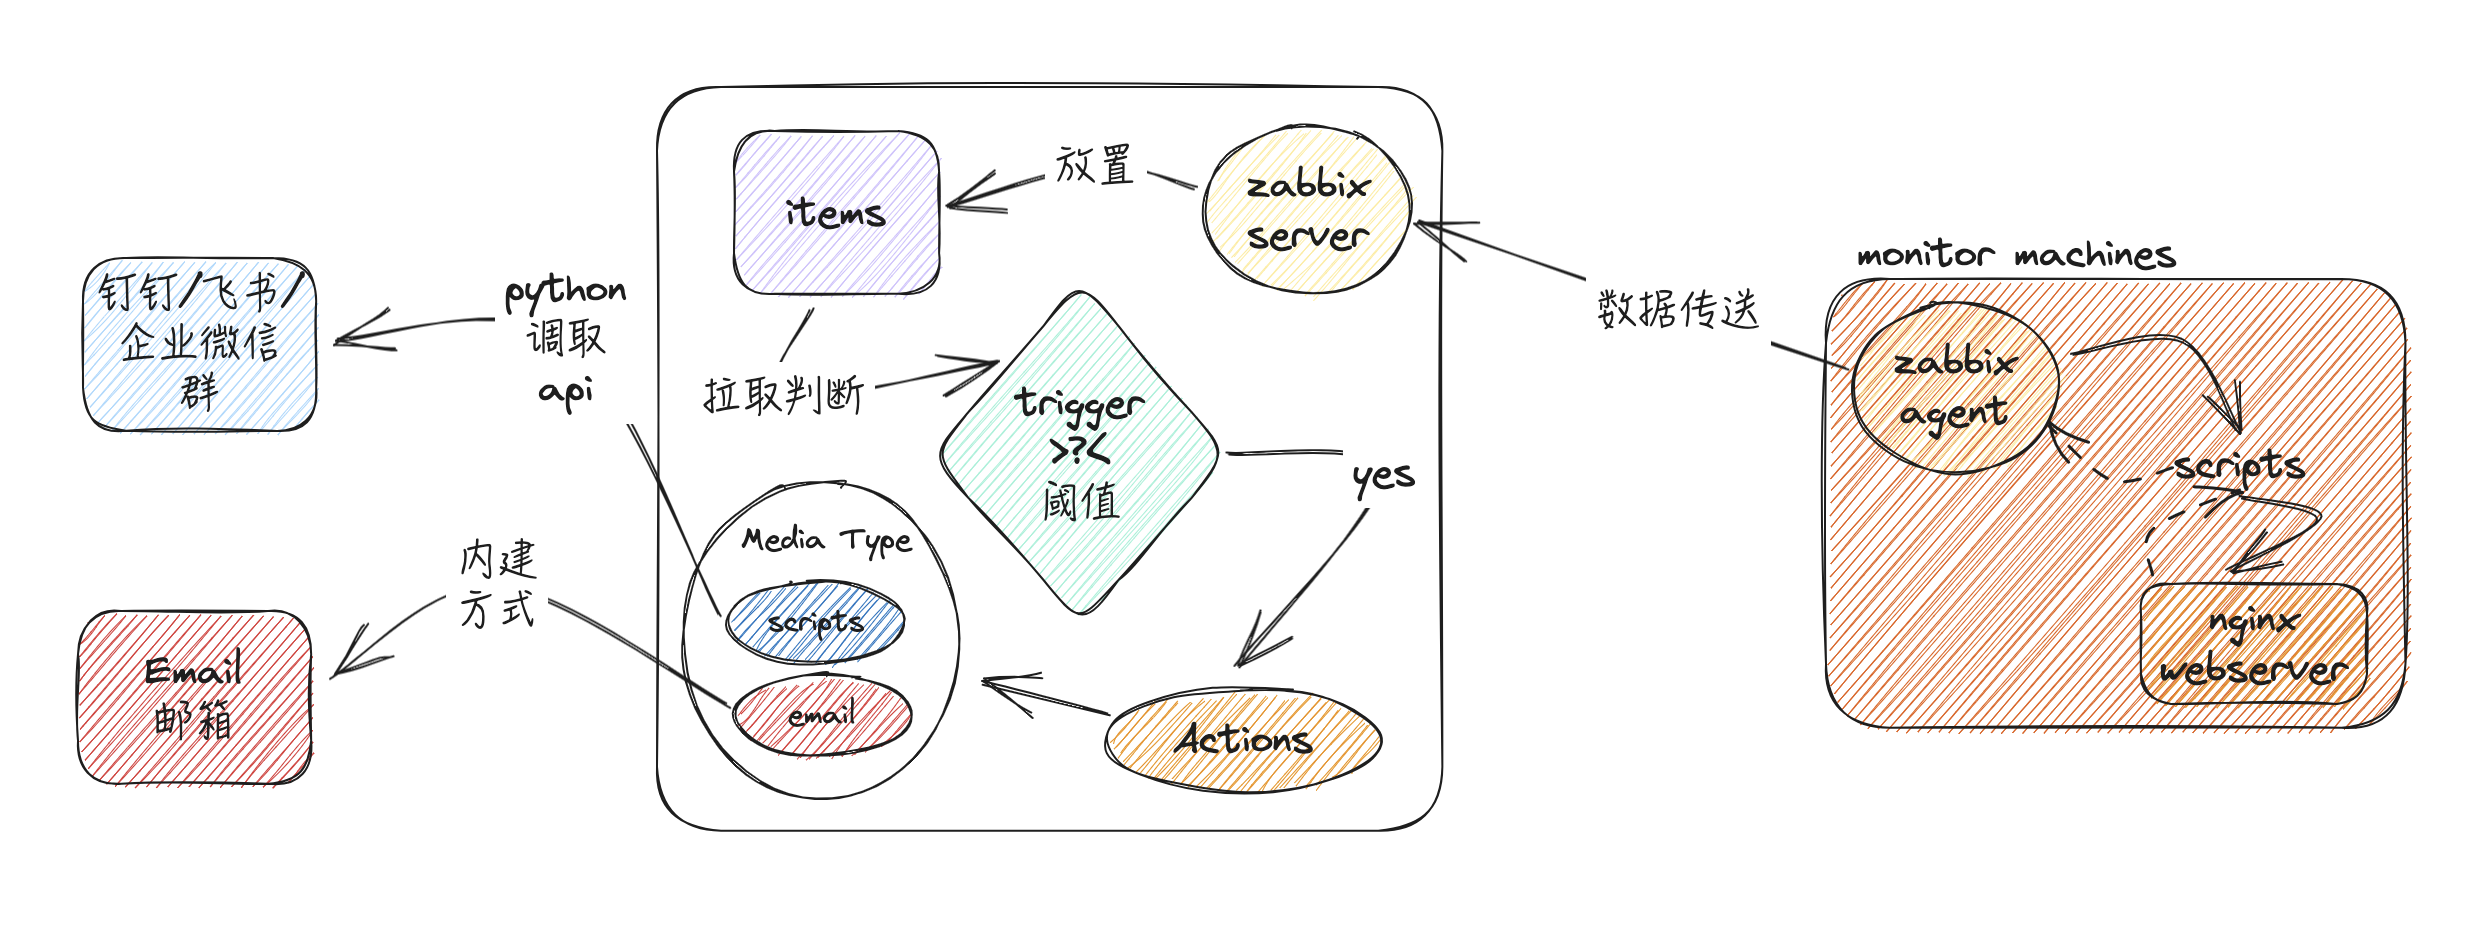 钉钉/飞书/
企业微信
群
Email
邮箱
python
调取
api
内建
方式
items
放置
zabbix
server
拉取判断
trigger
>?<
阈值
yes
Media Type
scripts
email
Actions
数据传送
monitor machines
zabbix
agent
scripts
nginx
webserver